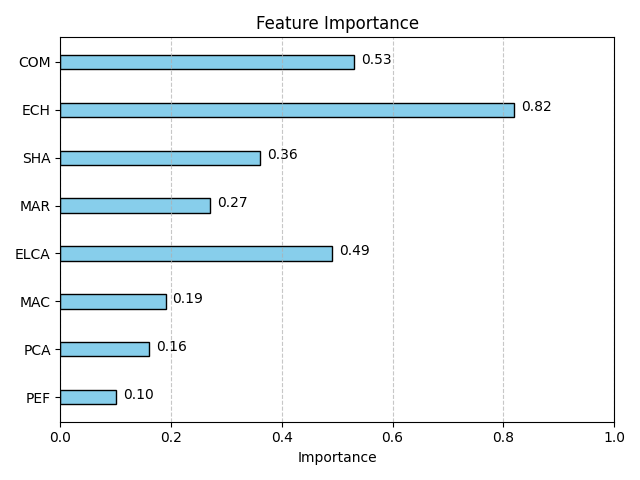 Feature Importance
COM 0.53
ECH 0.82
SHA 0.36
MAR 0.27
ELCA 0.49
MAC 0.19
PCA 0.16
PEF 0.10
0.0 0.2 0.4 0.6 0.8 1.0
Importance